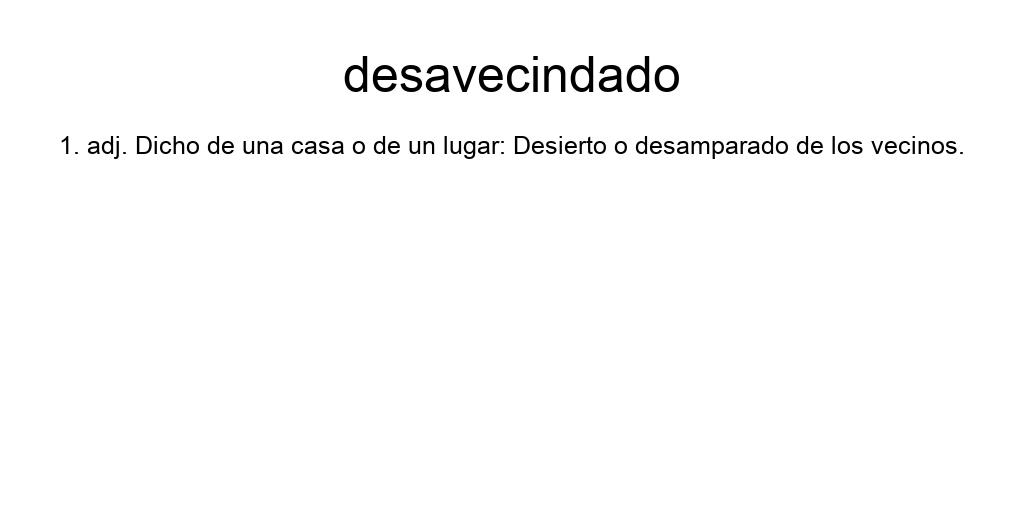 desavecindado
1. adj. Dicho de una casa o de un lugar: Desierto o desamparado de los vecinos.